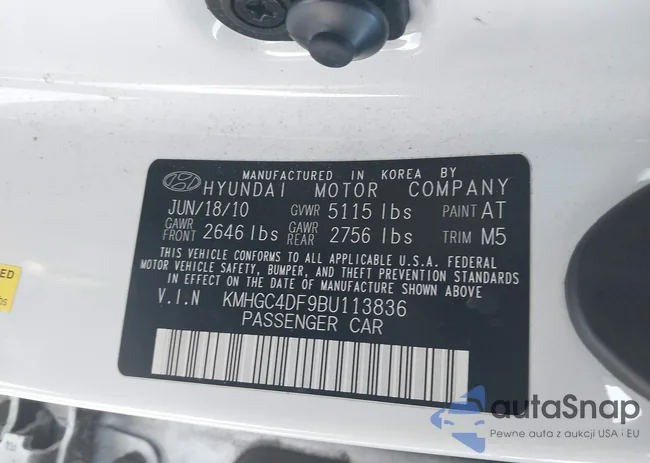 MANUFACTURED IN KOREA BY
HYUNDAI MOTOR COMPANY
JUN/18/10 GVWR 5115 lbs PAINT AT
GAWR FRONT 2646 lbs GAWR REAR 2756 lbs TRIM M5
THIS VEHICLE CONFORMS TO ALL APPLICABLE U.S.A. FEDERAL
MOTOR VEHICLE SAFETY, BUMPER, AND THEFT PREVENTION STANDARDS
IN EFFECT ON THE DATE OF MANUFACTURE SHOWN ABOVE
V.I.N KMHGC4DF9BU113836
PASSENGER CAR
autaSnap
Pewne auta z aukcji USA i EU